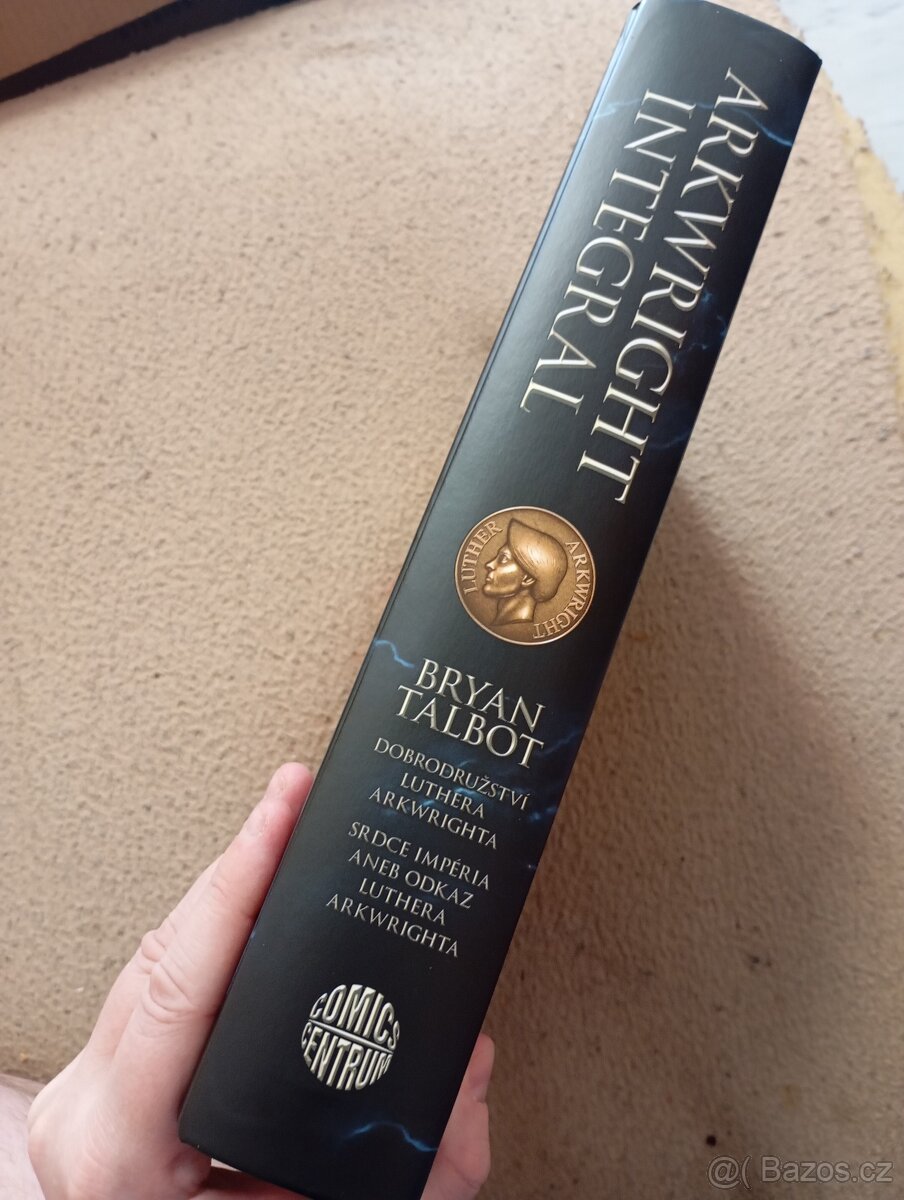 ARKWRIGHT
INTEGRAL
LUTHER ARKWRIGHT
BRYAN
TALBOT
DOBRODRUŽSTVÍ
LUTHERA
ARKWRIGHTA
SRDCE IMPÉRIA
ANEB ODKAZ
LUTHERA
ARKWRIGHTA
COMICS
CENTRUM
@( Bazos.cz